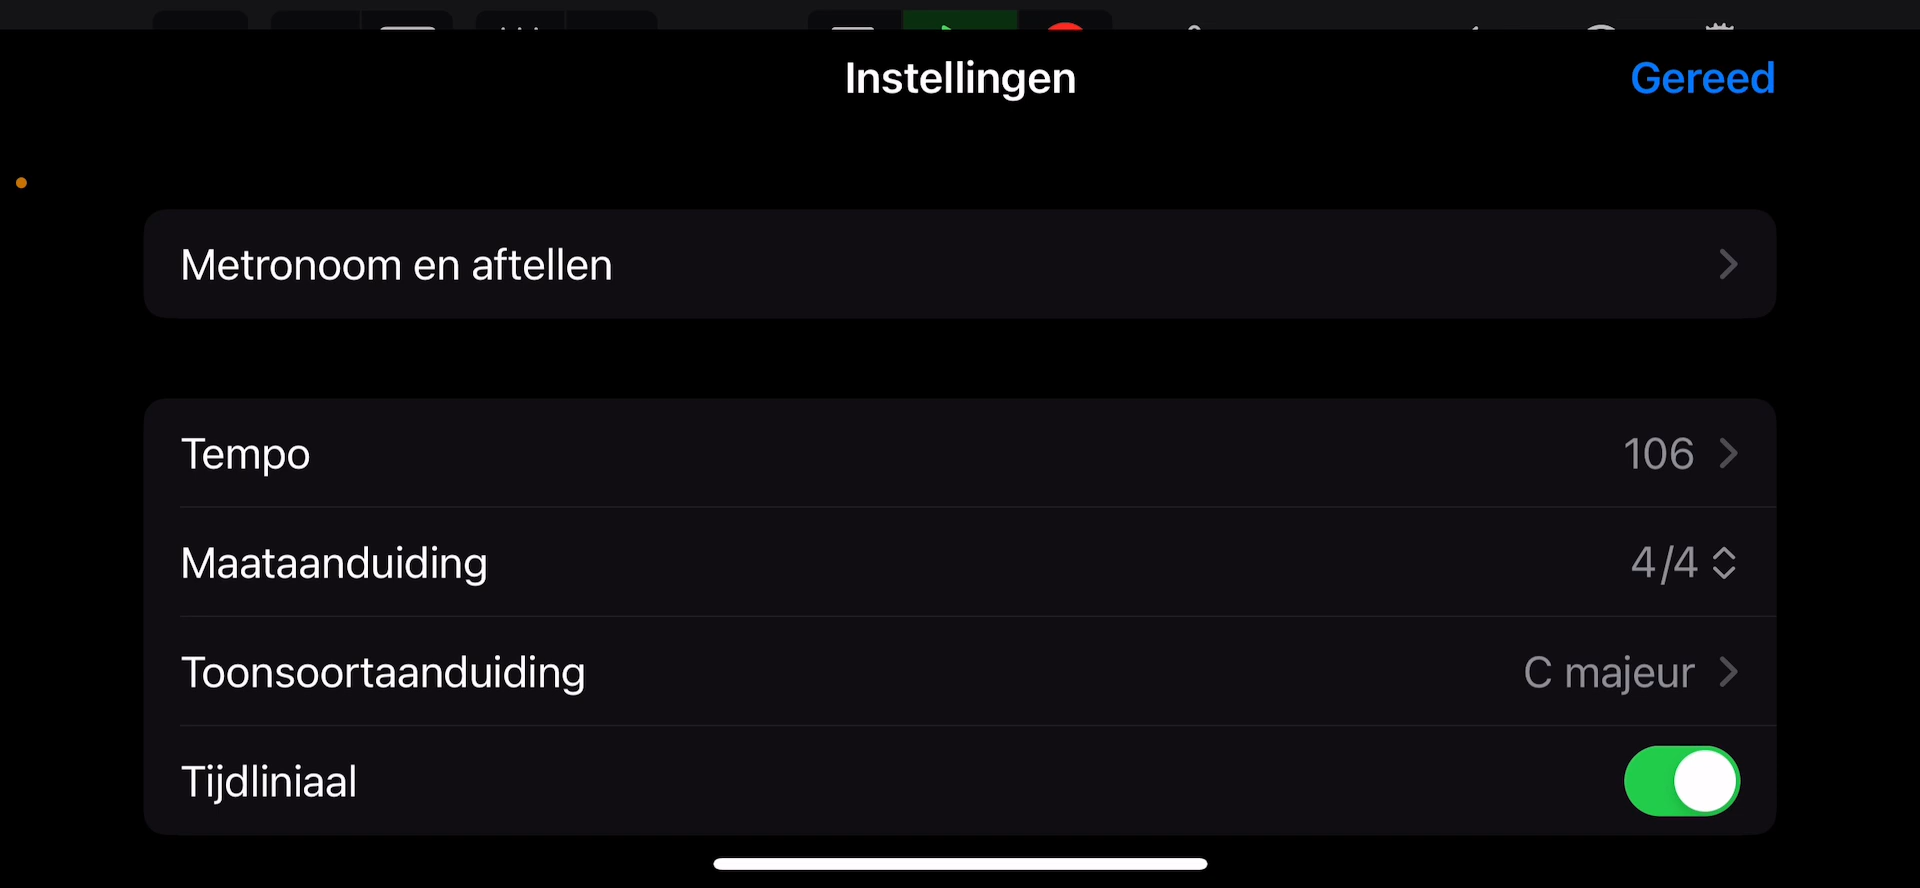 Instellingen
Gereed
Metronoom en aftellen
Tempo 106
Maataanduiding 4/4
Toonsoortaanduiding C majeur
Tijdliniaal